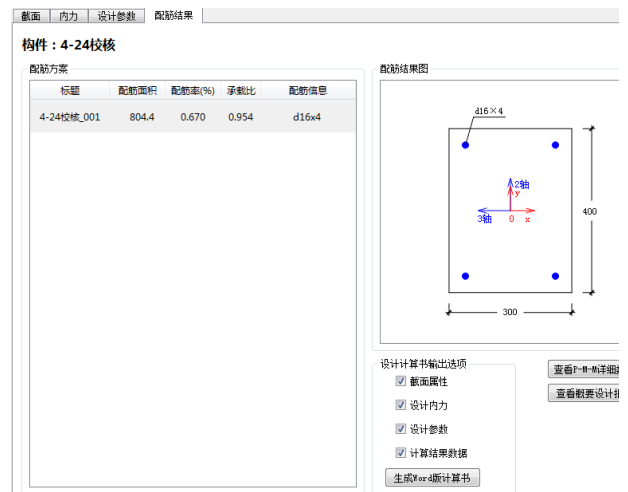 截面 内力 设计参数 配筋结果
构件：4-24校核
配筋方案
标题 配筋面积 配筋率(%) 承载比 配筋信息
4-24校核_001 804.4 0.670 0.954 d16x4
配筋结果图
d16×4
2轴
y
3轴 0 x
400
300
设计计算书输出选项
截面属性
设计内力
设计参数
计算结果数据
生成Word版计算书
查看P-M-M详细
查看概要设计